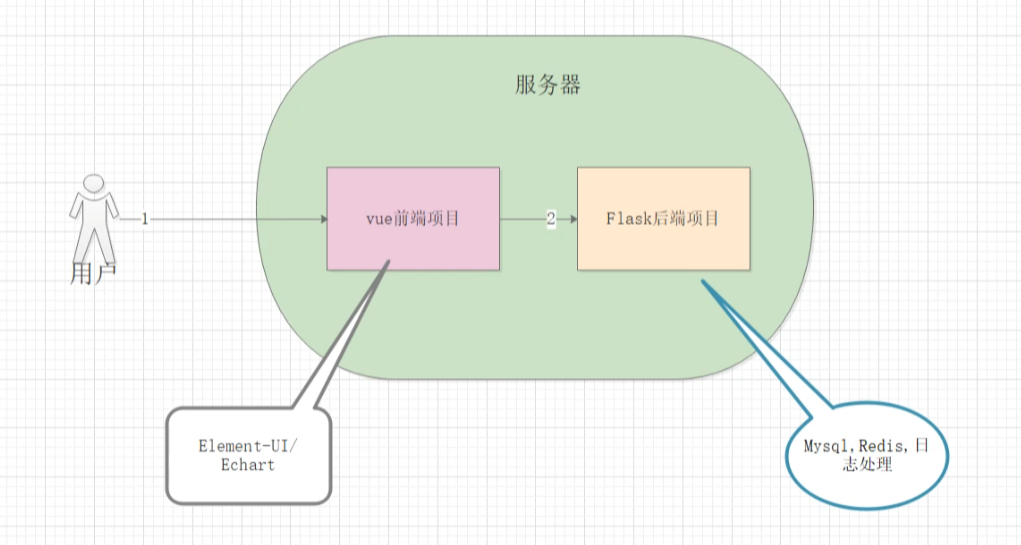 服务器
1
vue前端项目
2
Flask后端项目
用户
Element-UI/
Echart
Mysql,Redis,日
志处理